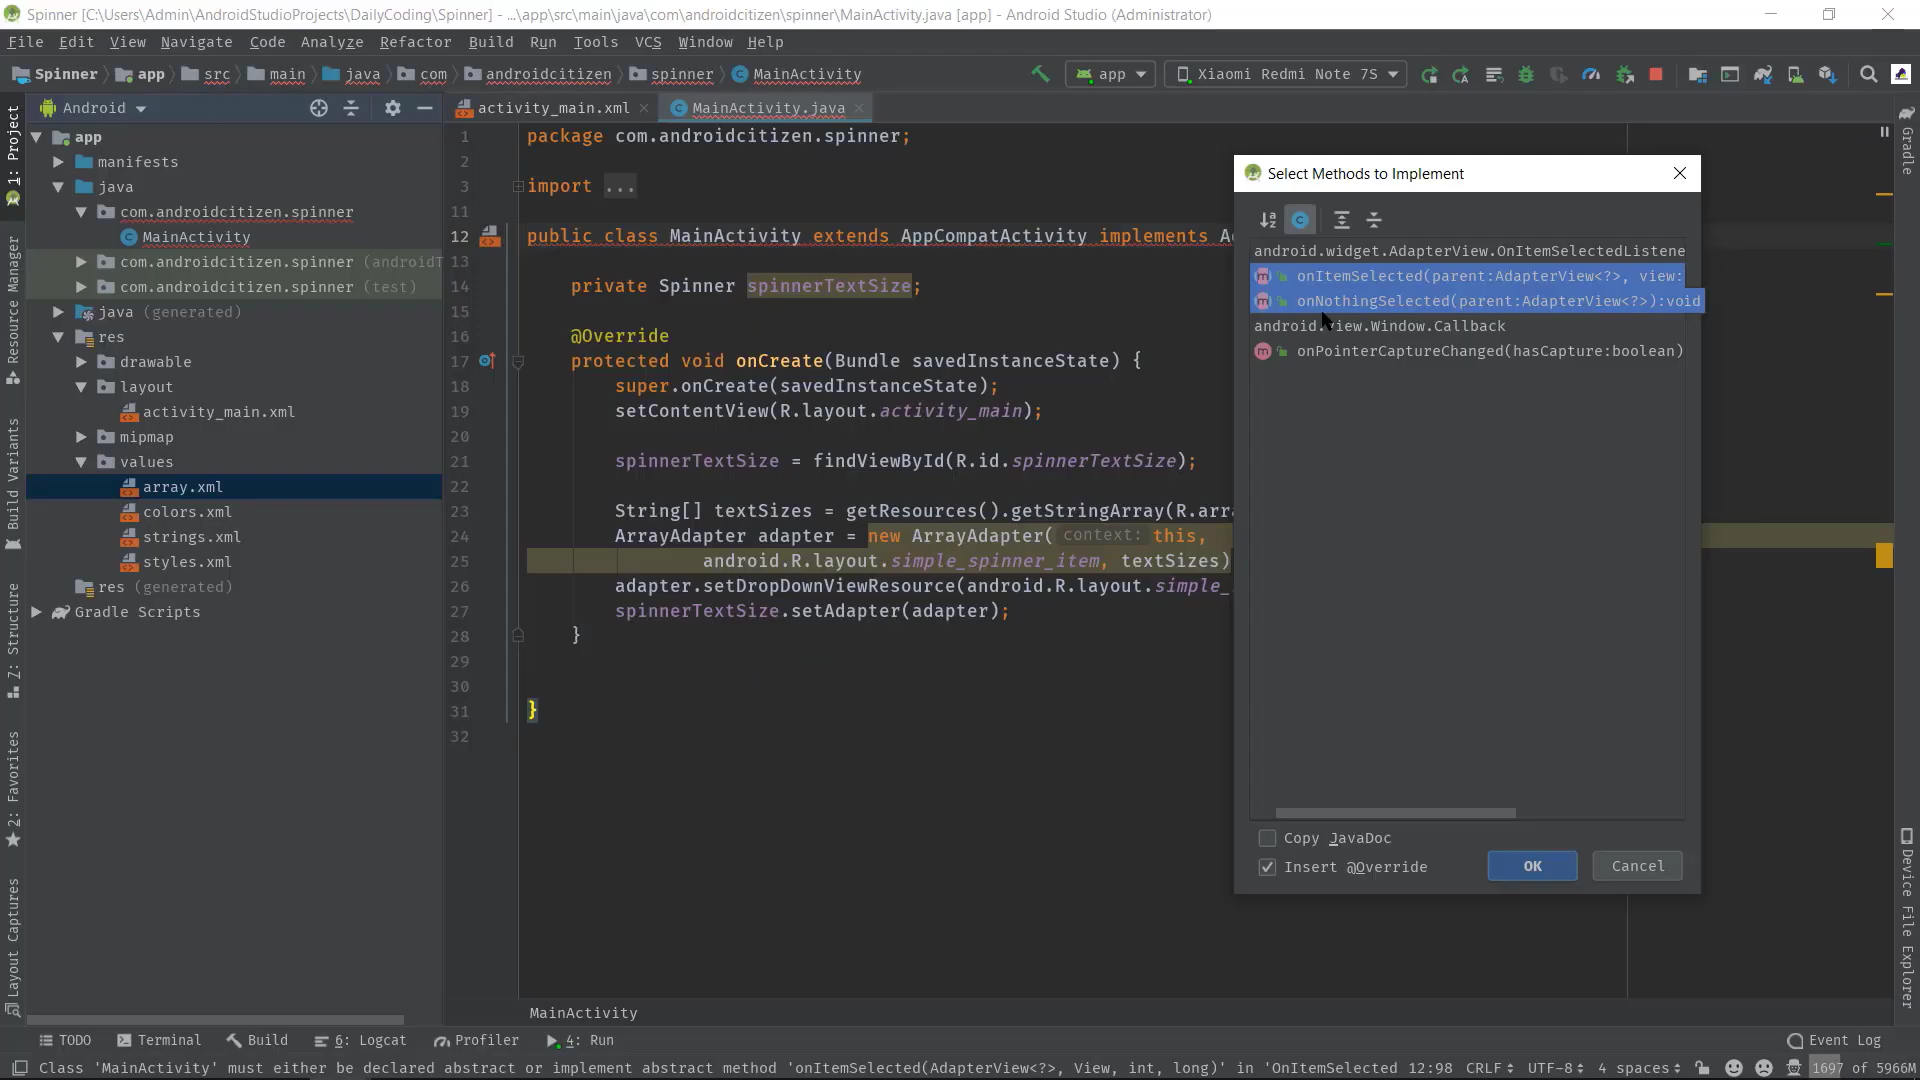 Spinner [C:\Users\Admin\AndroidStudioProjects\DailyCoding\Spinner] - ...\app\src\main\java\com\androidcitizen\spinner\MainActivity.java [app] - Android Studio (Administrator)
File Edit View Navigate Code Analyze Refactor Build Run Tools VCS Window Help
Spinner app src main java com androidcitizen spinner MainActivity app Xiaomi Redmi Note 7S
Android
activity_main.xml MainActivity.java
1: Project
Resource Manager
Build Variants
Z: Structure
2: Favorites
Layout Captures
app
manifests
java
com.androidcitizen.spinner
MainActivity
com.androidcitizen.spinner (androidT
com.androidcitizen.spinner (test)
java (generated)
res
drawable
layout
activity_main.xml
mipmap
values
array.xml
colors.xml
strings.xml
styles.xml
res (generated)
Gradle Scripts
1 package com.androidcitizen.spinner;
2
3 import ...
11
12 public class MainActivity extends AppCompatActivity implements A
13
14 private Spinner spinnerTextSize;
15
16 @Override
17 protected void onCreate(Bundle savedInstanceState) {
18 super.onCreate(savedInstanceState);
19 setContentView(R.layout.activity_main);
20
21 spinnerTextSize = findViewById(R.id.spinnerTextSize);
22
23 String[] textSizes = getResources().getStringArray(R.arr
24 ArrayAdapter adapter = new ArrayAdapter( context: this,
25 android.R.layout.simple_spinner_item, textSizes)
26 adapter.setDropDownViewResource(android.R.layout.simple_
27 spinnerTextSize.setAdapter(adapter);
28 }
29
30
31 }
32
MainActivity
Select Methods to Implement
android.widget.AdapterView.OnItemSelectedListene
onItemSelected(parent:AdapterView<?>, view:
onNothingSelected(parent:AdapterView<?>):void
android.view.Window.Callback
onPointerCaptureChanged(hasCapture:boolean)
Copy JavaDoc
Insert @Override
OK Cancel
Gradle
Device File Explorer
TODO Terminal Build 6: Logcat Profiler 4: Run Event Log
Class 'MainActivity' must either be declared abstract or implement abstract method 'onItemSelected(AdapterView<?>, View, int, long)' in 'OnItemSelected 12:98 CRLF UTF-8 4 spaces 1697 of 5966M